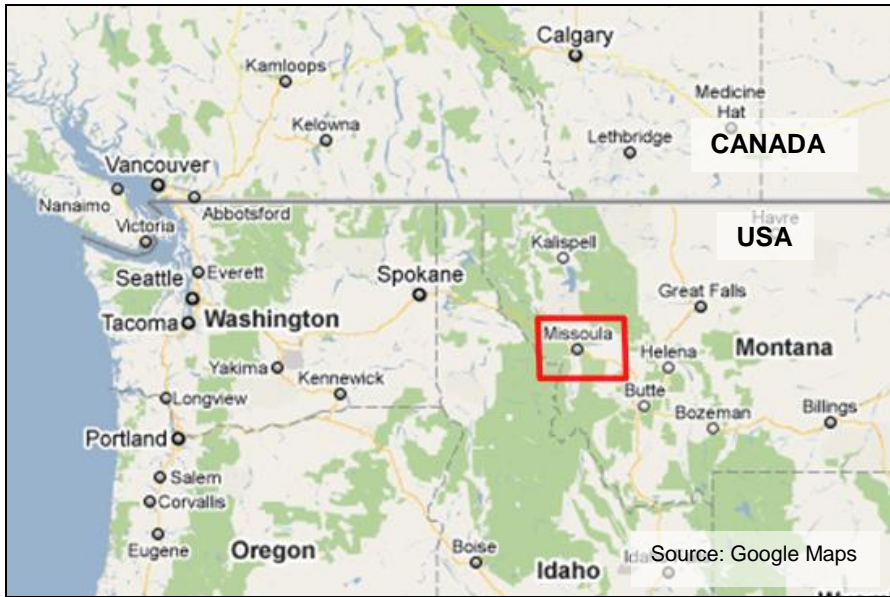 Calgary
Kamloops
Medicine
Hat
Kelowna
Lethbridge
CANADA
Vancouver
Nanaimo
Abbotsford
Victoria
Havre
USA
Kalispell
Seattle
Everett
Spokane
Great Falls
Tacoma
Washington
Missoula
Helena
Montana
Yakima
Kennewick
Longview
Butte
Bozeman
Billings
Portland
Salem
Corvallis
Eugene
Oregon
Boise
Idaho
Source: Google Maps